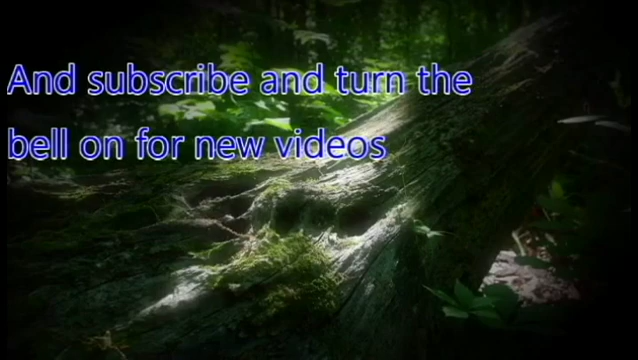 And subscribe and turn the
bell on for new videos